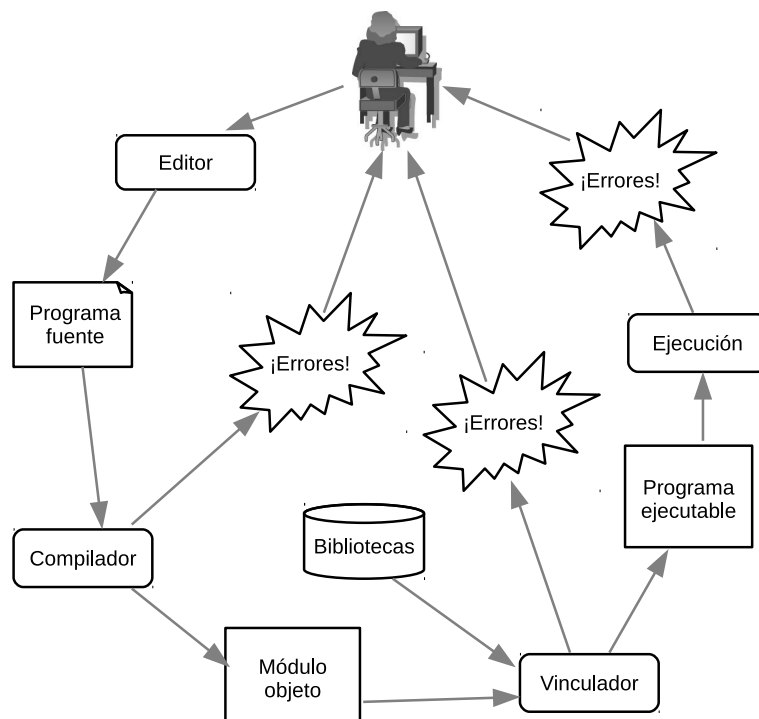 Editor
¡Errores!
Programa
fuente
¡Errores!
Ejecución
¡Errores!
Programa
ejecutable
Bibliotecas
Compilador
Módulo
objeto
Vinculador